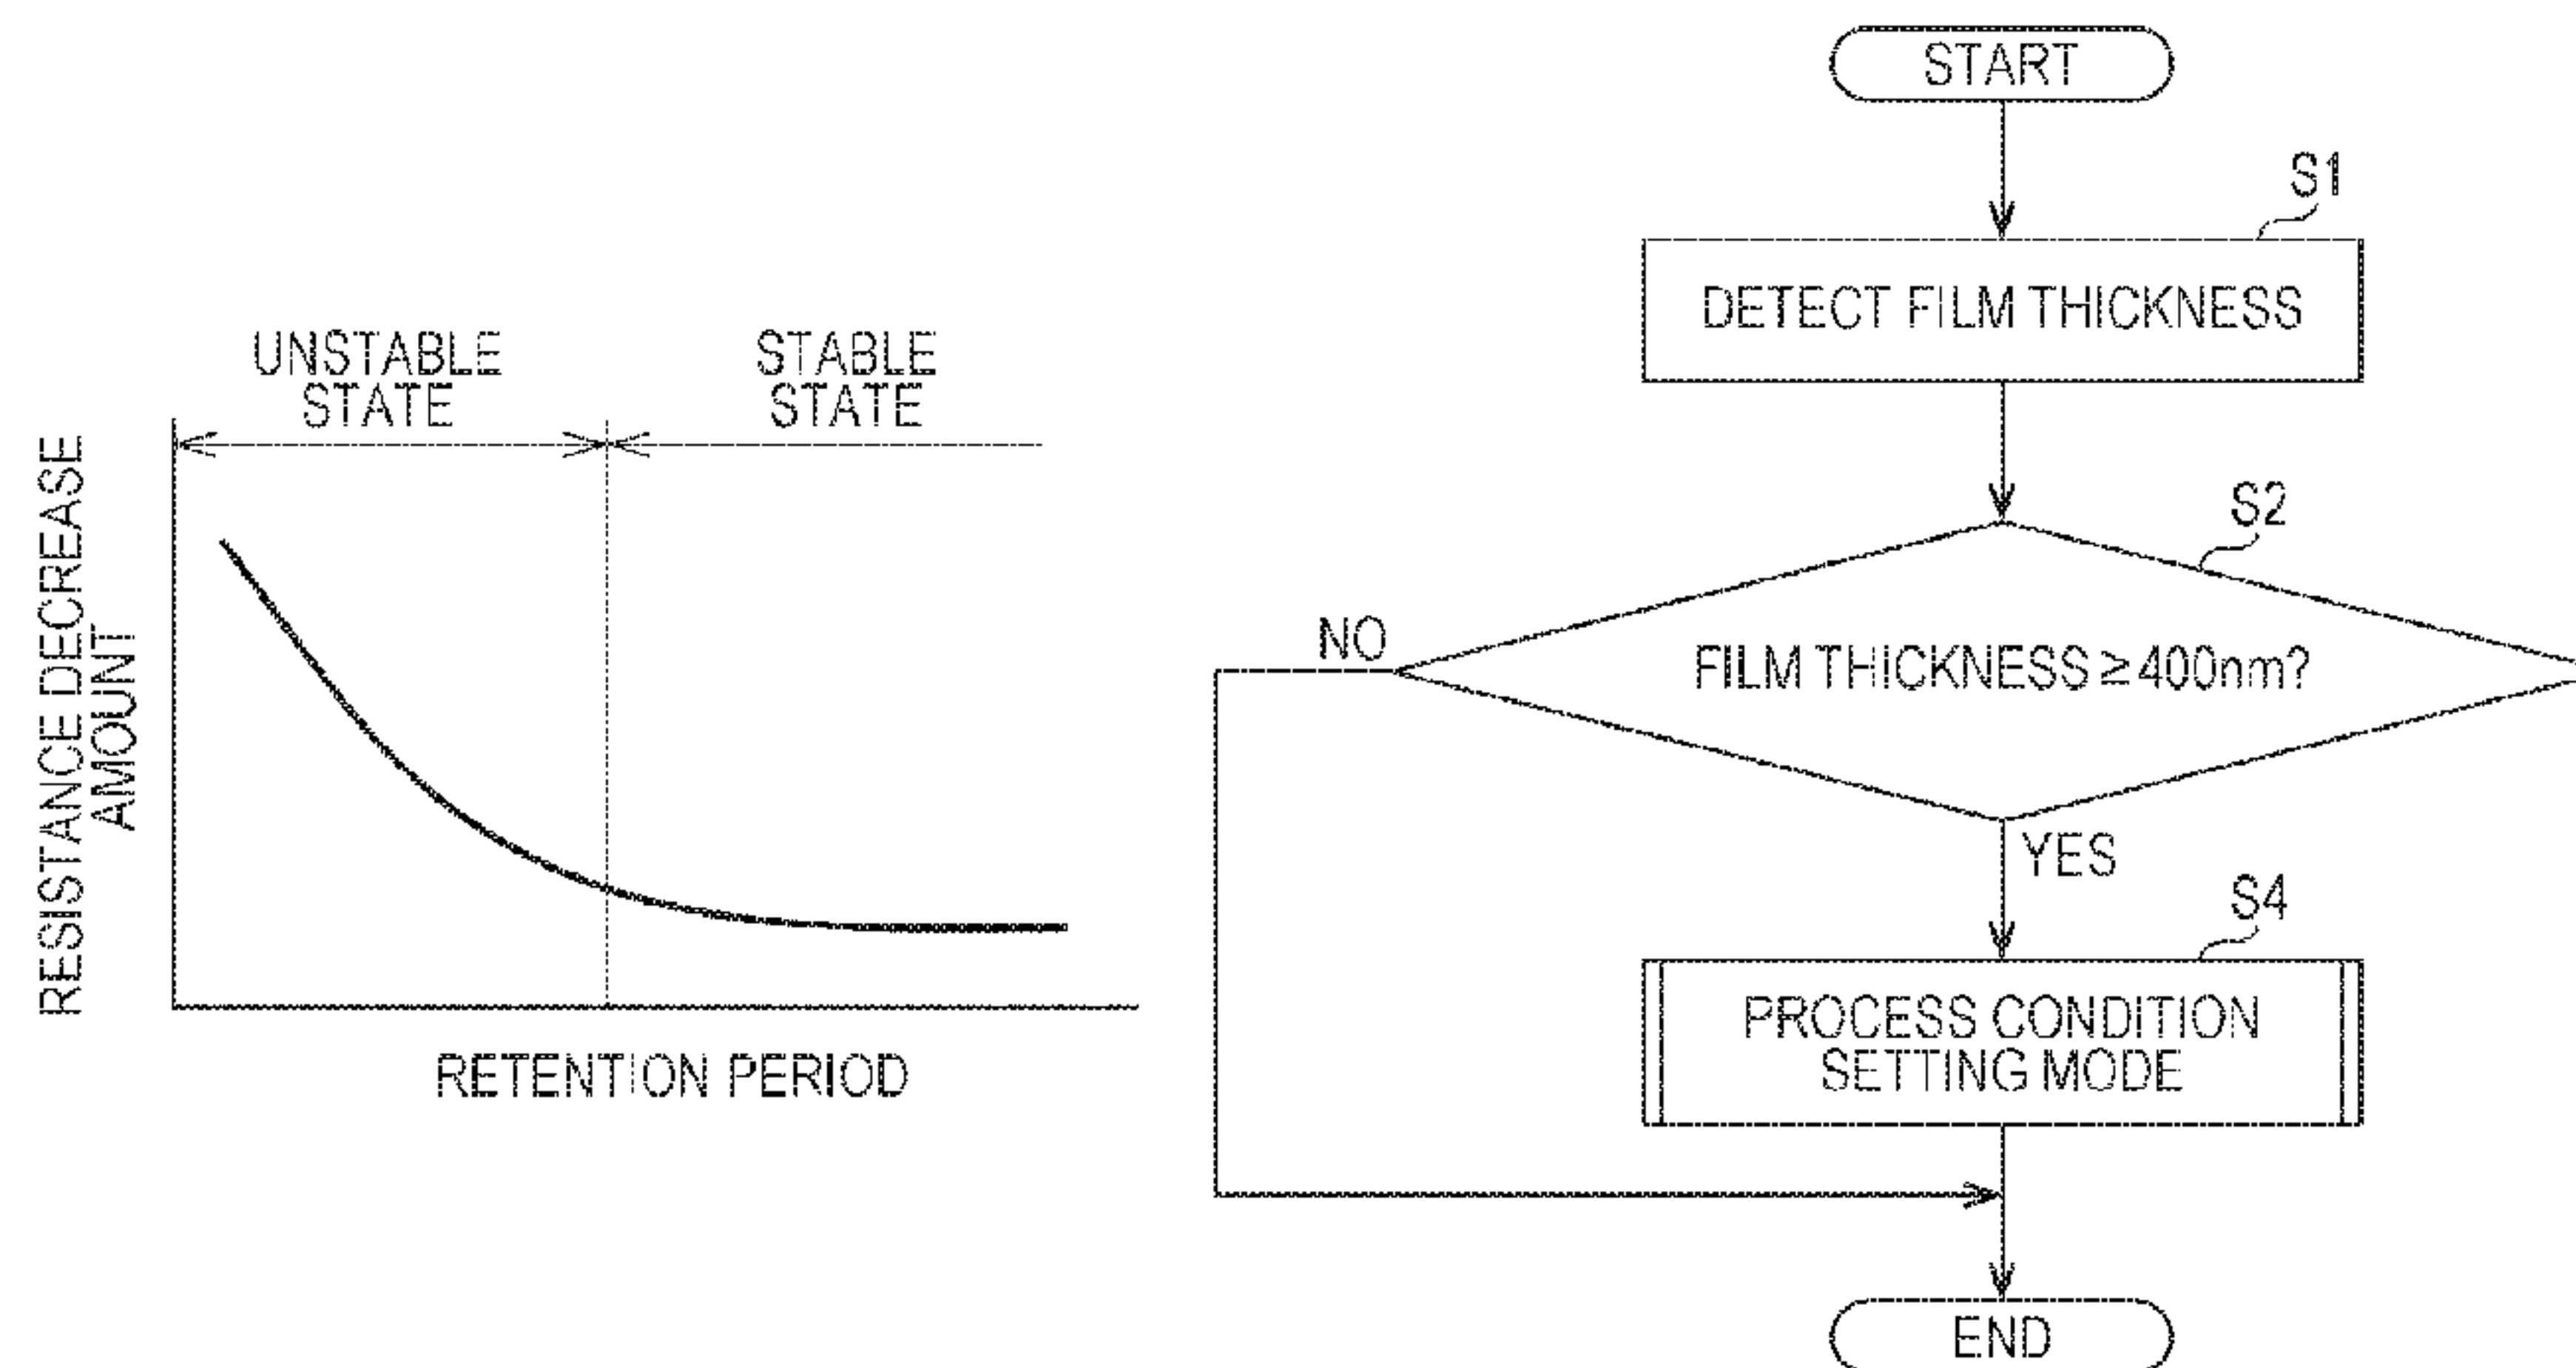 UNSTABLE
STATE
STABLE
STATE
RESISTANCE DECREASE
AMOUNT
RETENTION PERIOD
START
S1
DETECT FILM THICKNESS
S2
FILM THICKNESS ≥ 400nm?
NO
YES
S4
PROCESS CONDITION
SETTING MODE
END